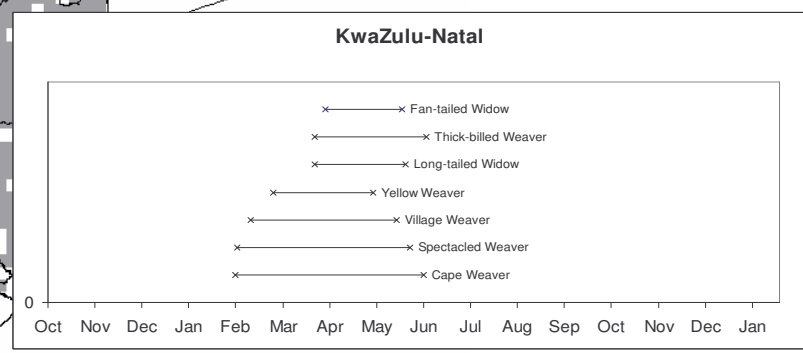 KwaZulu-Natal
Fan-tailed Widow
Thick-billed Weaver
Long-tailed Widow
Yellow Weaver
Village Weaver
Spectacled Weaver
Cape Weaver
0
Oct Nov Dec Jan Feb Mar Apr May Jun Jul Aug Sep Oct Nov Dec Jan